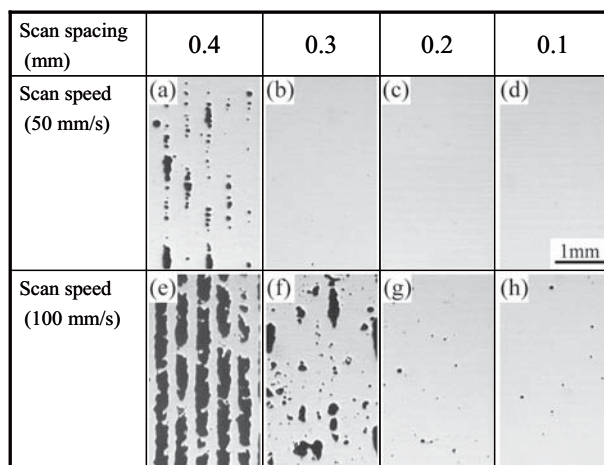 Scan spacing
(mm)
0.4
0.3
0.2
0.1
Scan speed
(50 mm/s)
(a)
(b)
(c)
(d)
1mm
Scan speed
(100 mm/s)
(e)
(f)
(g)
(h)